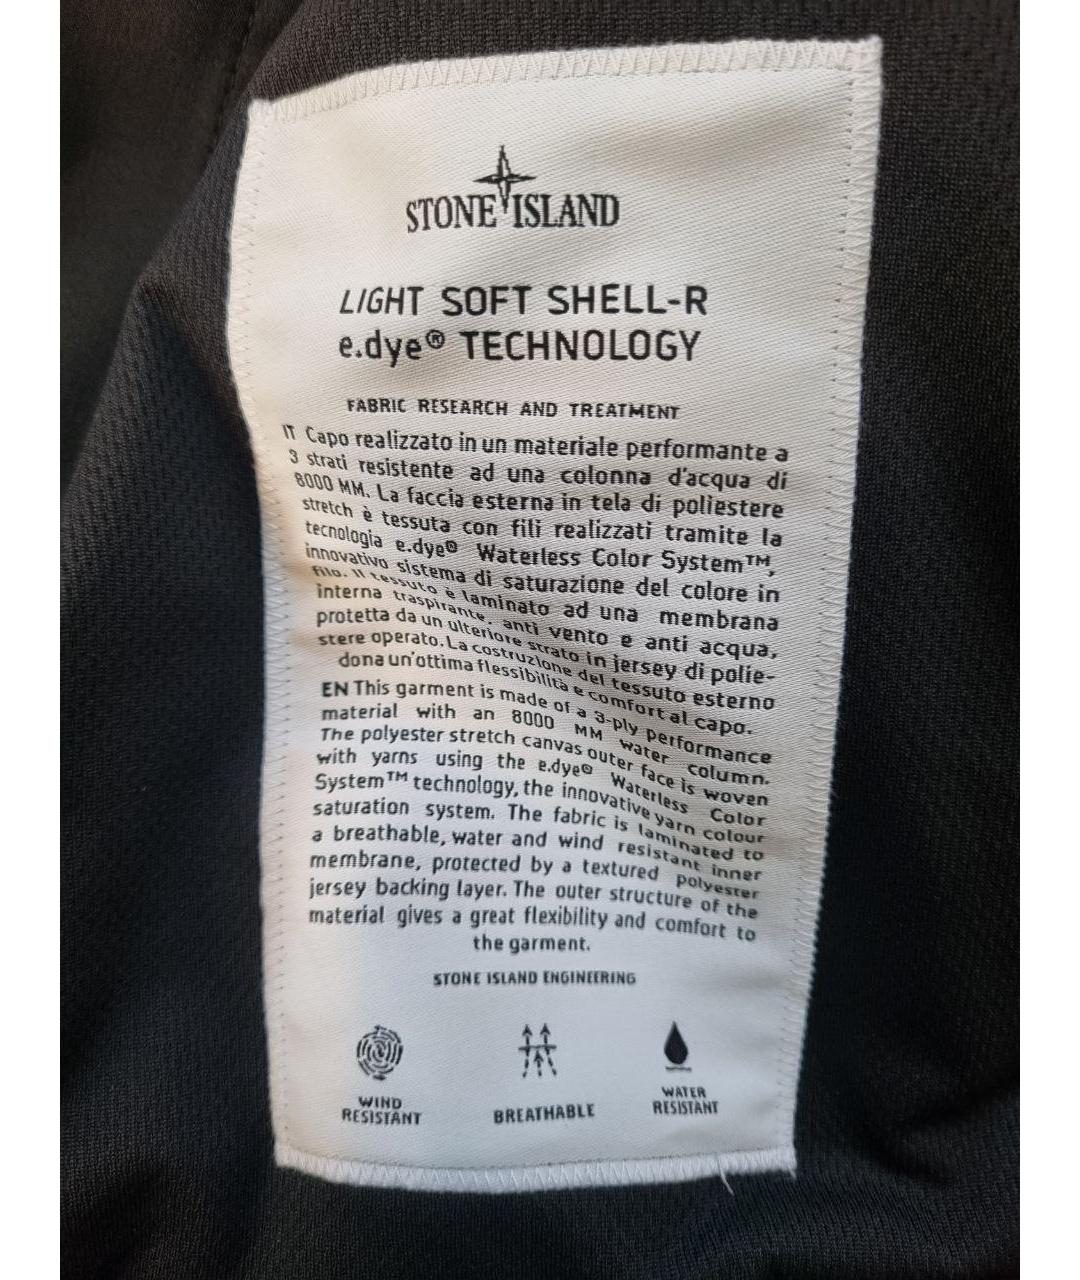 STONE ISLAND
LIGHT SOFT SHELL-R
e.dye® TECHNOLOGY
FABRIC RESEARCH AND TREATMENT
IT Capo realizzato in un materiale performante a
3 strati resistente ad una colonna d'acqua di
8000 MM. La faccia esterna in tela di poliestere
stretch è tessuta con fili realizzati tramite la
tecnologia e.dye® Waterless Color System™,
innovativo sistema di saturazione del colore in
filo. Il tessuto è laminato ad una membrana
interna traspirante, anti vento e anti acqua,
protetta da un ulteriore strato in jersey di polie-
stere operato. La costruzione del tessuto esterno
dona un'ottima flessibilità e comfort al capo.
EN This garment is made of a 3-ply performance
material with an 8000 MM water column.
The polyester stretch canvas outer face is woven
with yarns using the e.dye® Waterless Color
System™ technology, the innovative yarn colour
saturation system. The fabric is laminated to
a breathable, water and wind resistant inner
membrane, protected by a textured polyester
jersey backing layer. The outer structure of the
material gives a great flexibility and comfort to
the garment.
STONE ISLAND ENGINEERING
WIND
RESISTANT
BREATHABLE
WATER
RESISTANT